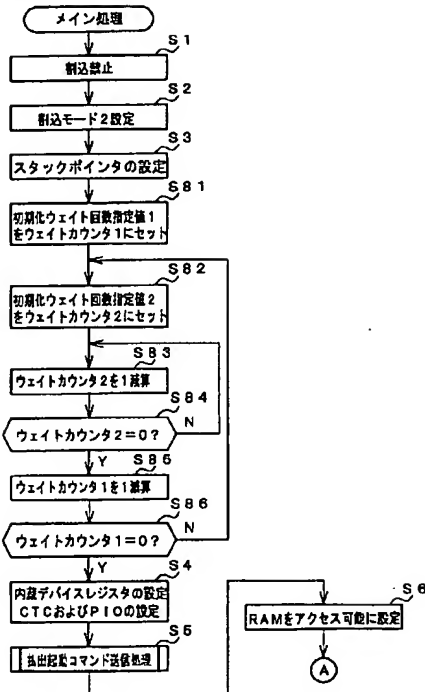 メイン処理
S1
割込禁止
S2
割込モード2設定
S3
スタックポインタの設定
S81
初期化ウェイト回数指定値1
をウェイトカウンタ1にセット
S82
初期化ウェイト回数指定値2
をウェイトカウンタ2にセット
S83
ウェイトカウンタ2を1減算
S84
ウェイトカウンタ2=0?
N
Y
S85
ウェイトカウンタ1を1減算
S86
ウェイトカウンタ1=0?
N
Y
S4
内蔵デバイスレジスタの設定
CTCおよびPIOの設定
S5
払出起動コマンド送信処理
S6
RAMをアクセス可能に設定
A